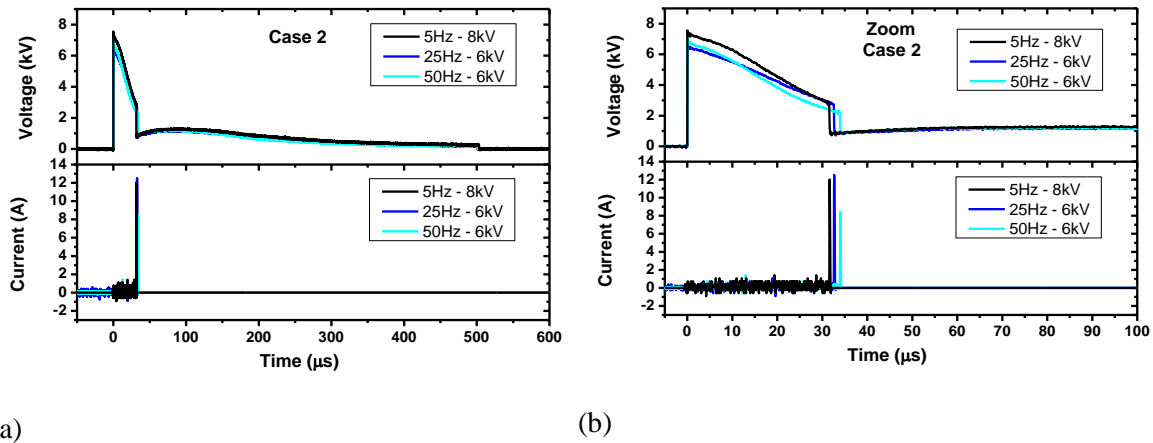 Case 2
5Hz - 8kV
25Hz - 6kV
50Hz - 6kV
Voltage (kV)
8
6
4
2
0
5Hz - 8kV
25Hz - 6kV
50Hz - 6kV
Current (A)
14
12
10
8
6
4
2
0
-2
0 100 200 300 400 500 600
Time (μs)
a)
Zoom
Case 2
5Hz - 8kV
25Hz - 6kV
50Hz - 6kV
Voltage (kV)
8
6
4
2
0
5Hz - 8kV
25Hz - 6kV
50Hz - 6kV
Current (A)
14
12
10
8
6
4
2
0
-2
0 10 20 30 40 50 60 70 80 90 100
Time (μs)
(b)